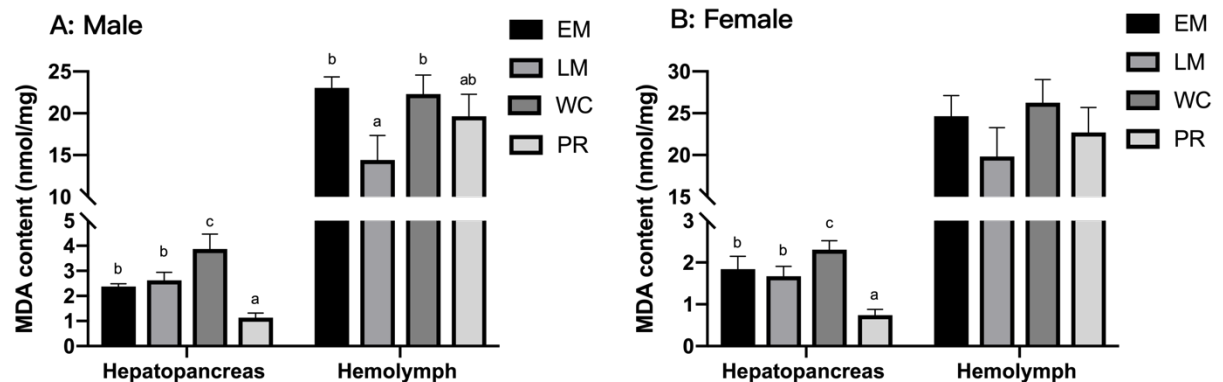 A: Male
EM
LM
WC
PR
MDA content (nmol/mg)
25
20
15
10
5
4
3
2
1
0
b
b
c
a
b
a
b
ab
Hepatopancreas
Hemolymph
B: Female
EM
LM
WC
PR
MDA content (nmol/mg)
30
25
20
15
3
2
1
0
b
b
c
a
Hepatopancreas
Hemolymph